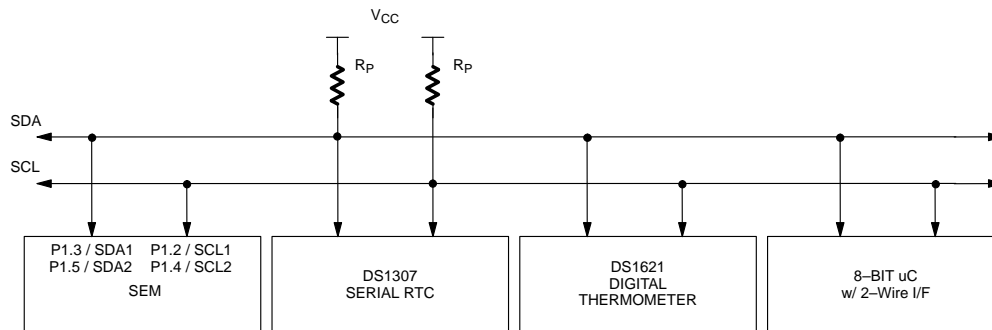 VCC
RP RP
SDA
SCL
P1.3 / SDA1 P1.2 / SCL1
P1.5 / SDA2 P1.4 / SCL2
SEM
DS1307
SERIAL RTC
DS1621
DIGITAL
THERMOMETER
8–BIT uC
w/ 2–Wire I/F